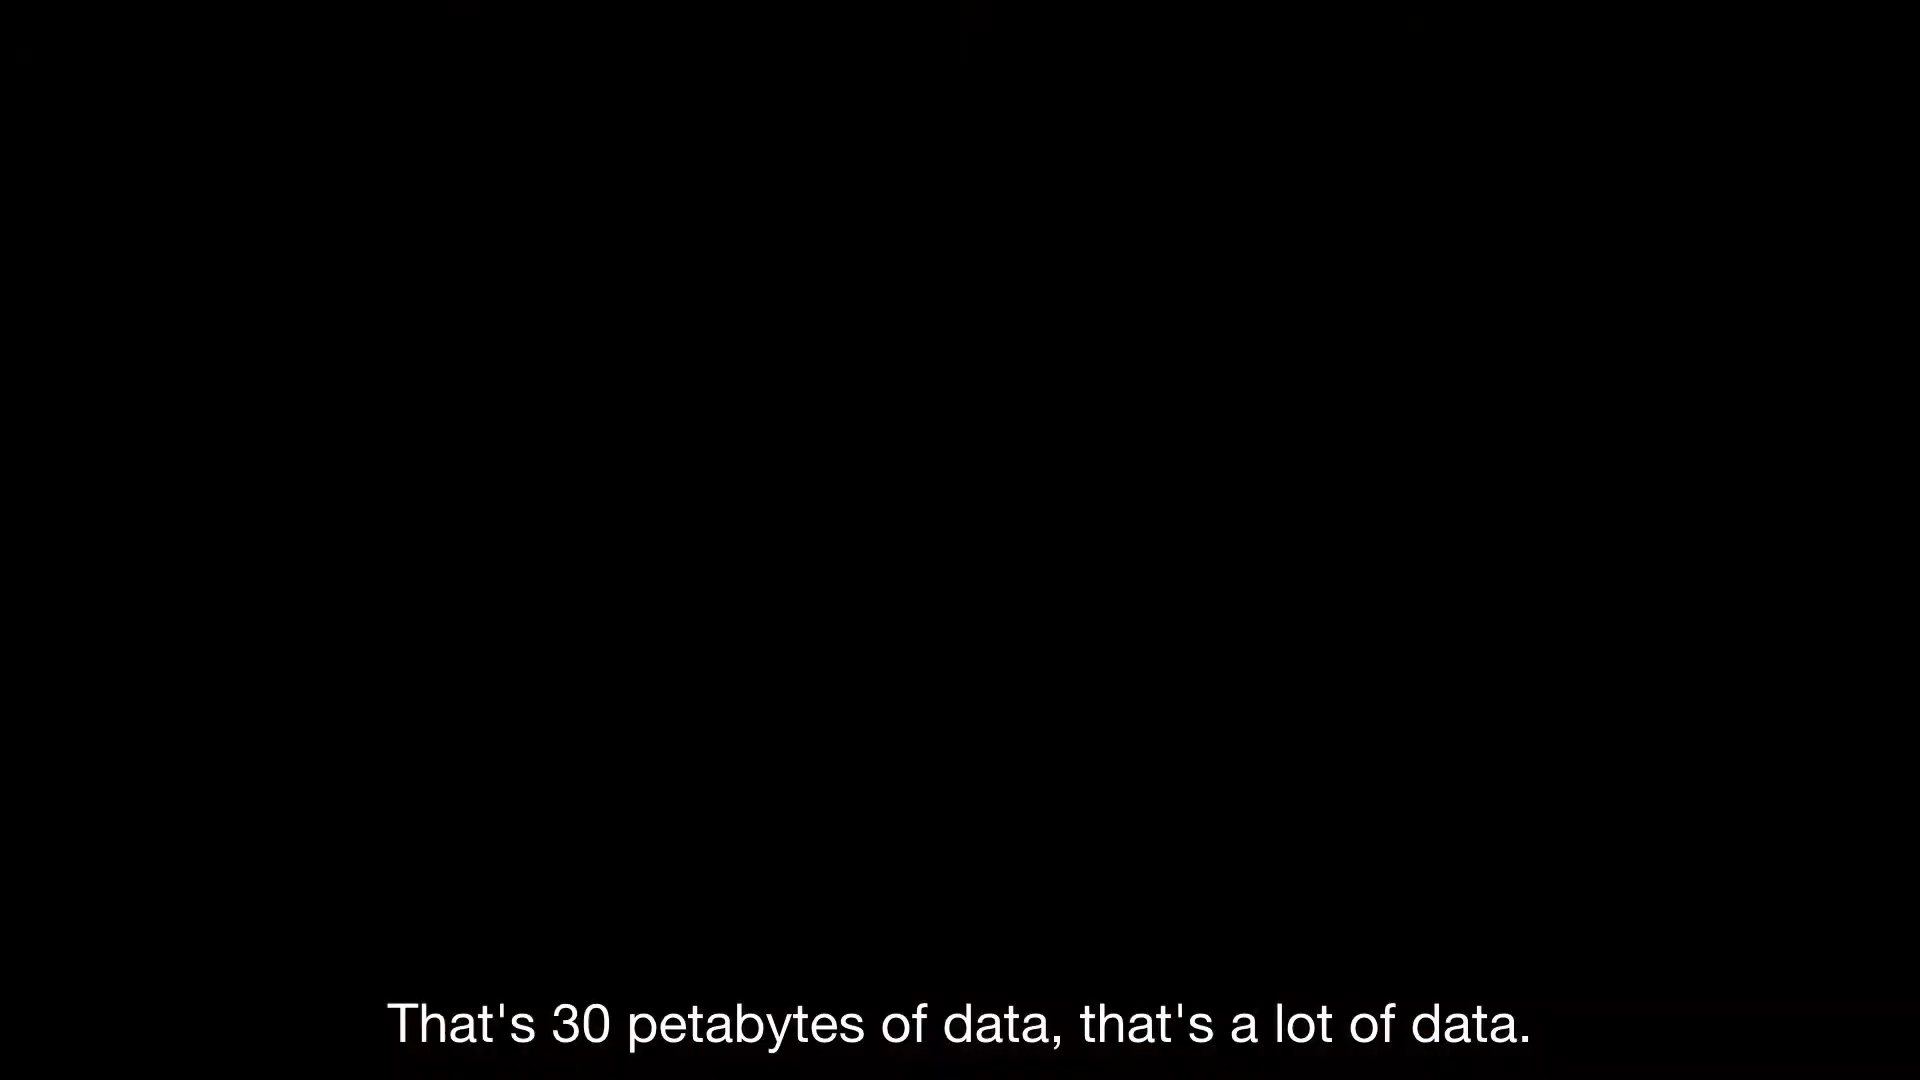 That's 30 petabytes of data, that's a lot of data.